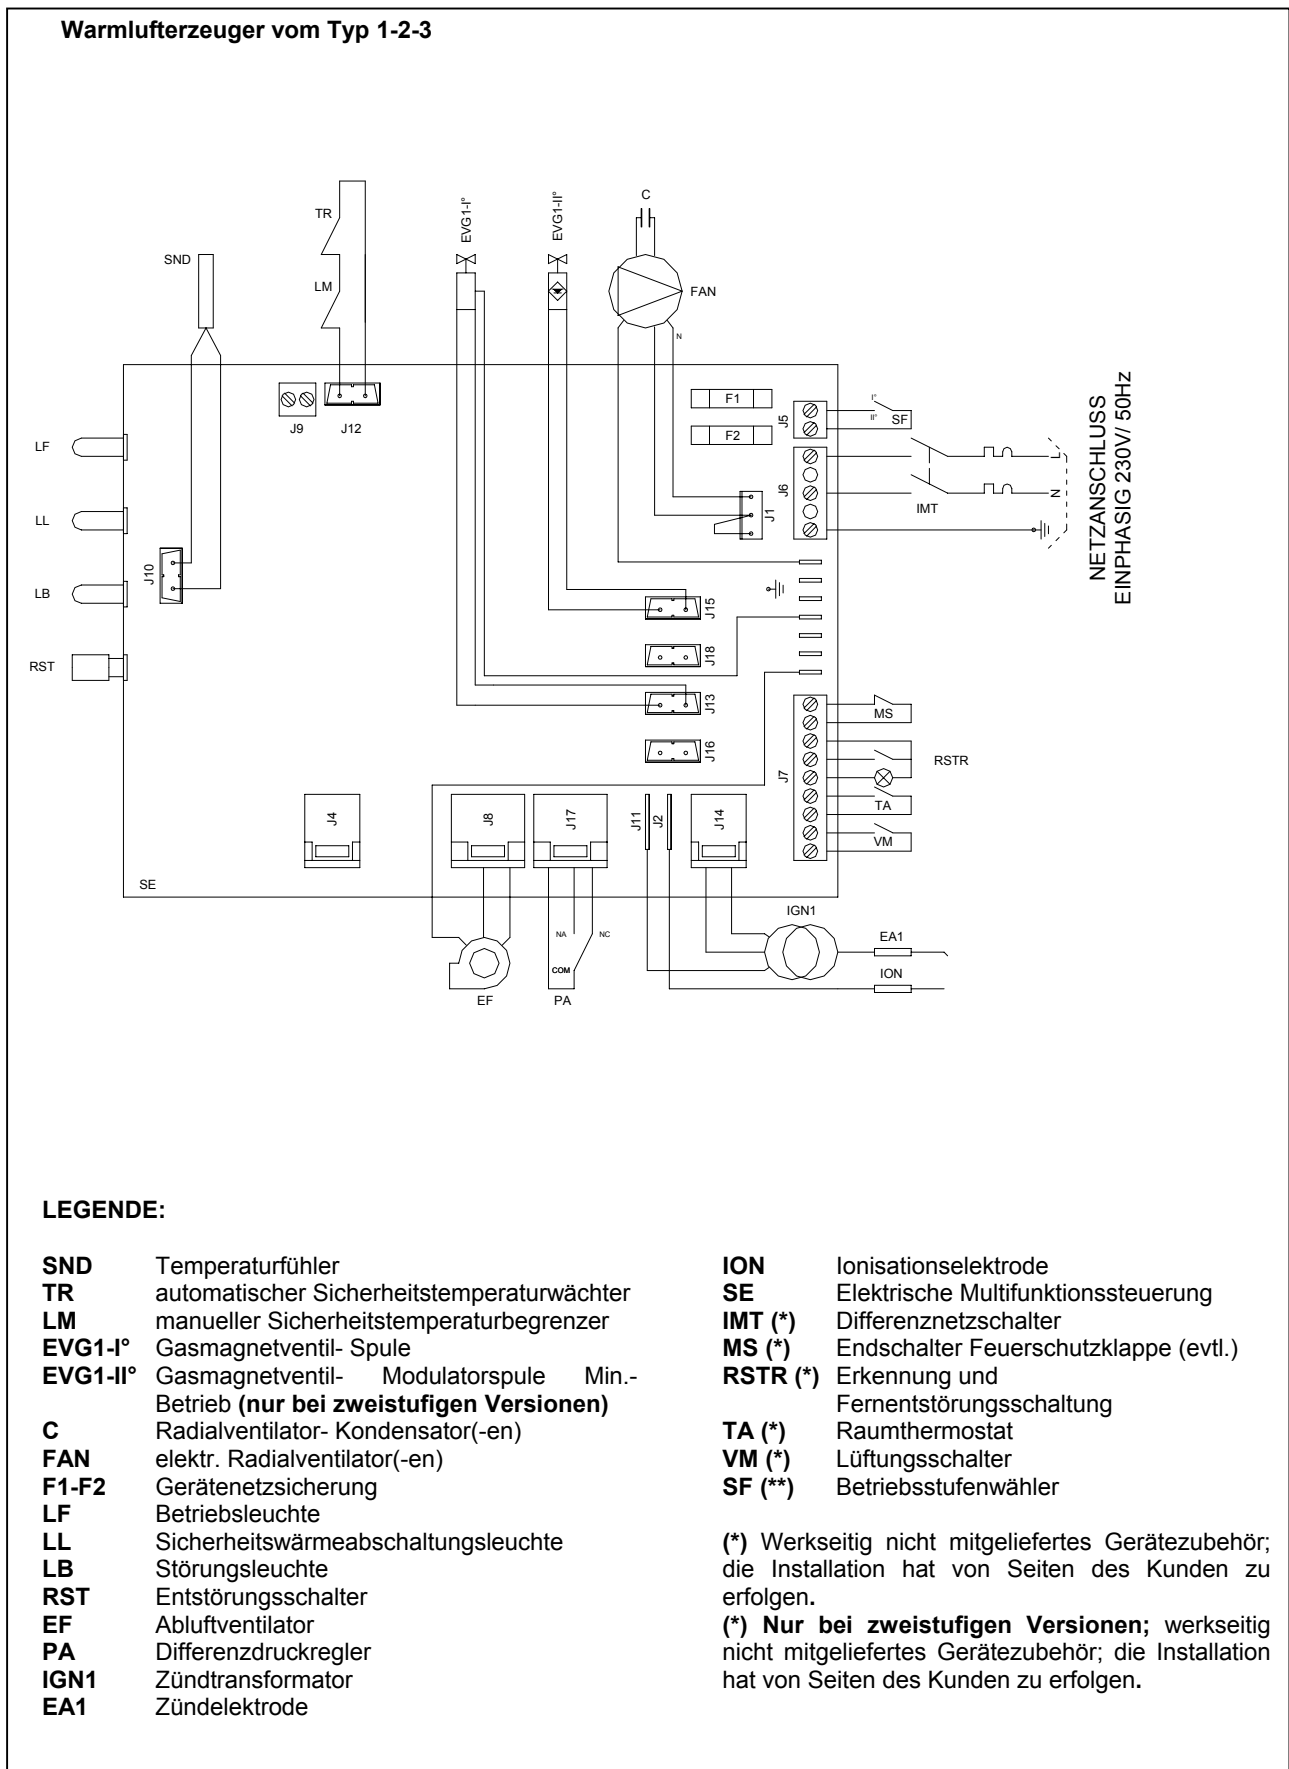 Warmlufterzeuger vom Typ 1-2-3
C
EVG1-I°
EVG1-II°
TR
SND
LM
FAN
N
F1
F2
J5
I°
II°
SF
J9
J12
LF
J6
L
N
IMT
NETZANSCHLUSS
EINPHASIG 230V/ 50Hz
LL
J1
J10
LB
J15
J18
RST
J13
J16
MS
RSTR
J7
TA
VM
J4
J8
J17
J11
J2
J14
SE
IGN1
NA
NC
COM
EA1
ION
EF
PA
LEGENDE:
SND Temperaturfühler
TR automatischer Sicherheitstemperaturwächter
LM manueller Sicherheitstemperaturbegrenzer
EVG1-I° Gasmagnetventil- Spule
EVG1-II° Gasmagnetventil- Modulatorspule Min.-
Betrieb (nur bei zweistufigen Versionen)
C Radialventilator- Kondensator(-en)
FAN elektr. Radialventilator(-en)
F1-F2 Gerätenetzsicherung
LF Betriebsleuchte
LL Sicherheitswärmeabschaltungsleuchte
LB Störungsleuchte
RST Entstörungsschalter
EF Abluftventilator
PA Differenzdruckregler
IGN1 Zündtransformator
EA1 Zündelektrode
ION Ionisationselektrode
SE Elektrische Multifunktionssteuerung
IMT (*) Differenznetzschalter
MS (*) Endschalter Feuerschutzklappe (evtl.)
RSTR (*) Erkennung und
Fernentstörungsschaltung
TA (*) Raumthermostat
VM (*) Lüftungsschalter
SF (**) Betriebsstufenwähler
(*) Werkseitig nicht mitgeliefertes Gerätezubehör;
die Installation hat von Seiten des Kunden zu
erfolgen.
(*) Nur bei zweistufigen Versionen; werkseitig
nicht mitgeliefertes Gerätezubehör; die Installation
hat von Seiten des Kunden zu erfolgen.